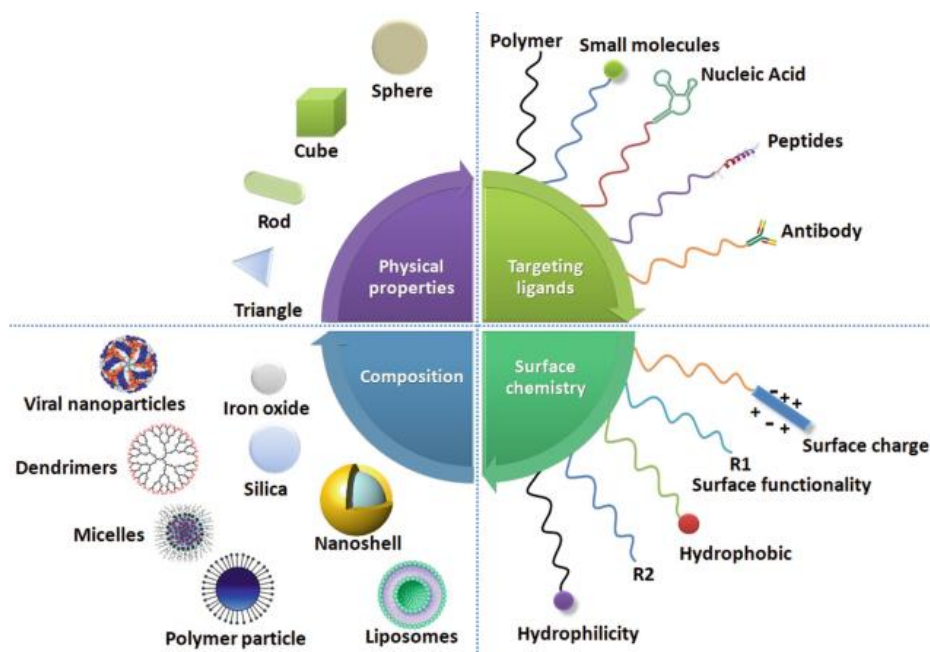 Sphere
Cube
Rod
Triangle
Physical
properties
Polymer
Small molecules
Nucleic Acid
Peptides
Antibody
Targeting
ligands
Composition
Viral nanoparticles
Iron oxide
Dendrimers
Silica
Micelles
Nanoshell
Polymer particle
Liposomes
Surface
chemistry
- + +
+ - +
Surface charge
R1
Surface functionality
Hydrophobic
R2
Hydrophilicity